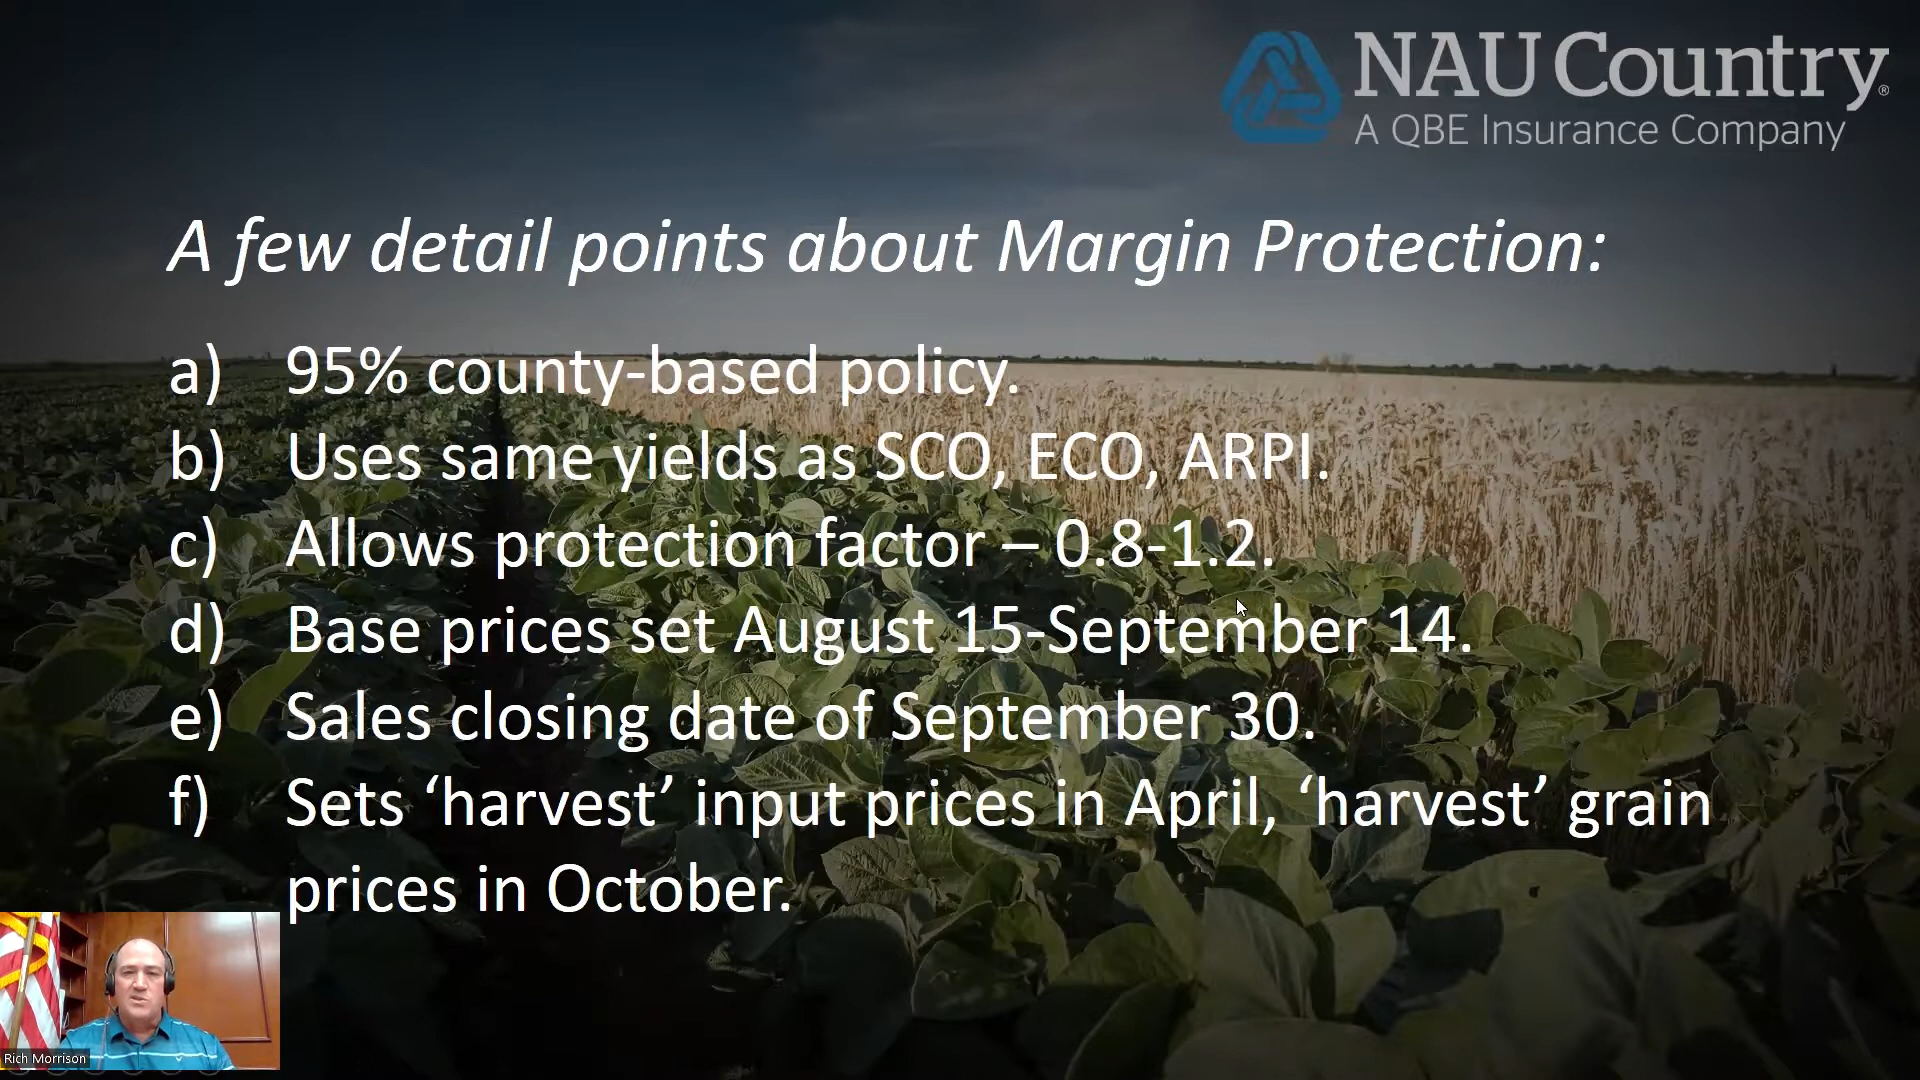 NAU Country®
A QBE Insurance Company
A few detail points about Margin Protection:
a) 95% county-based policy.
b) Uses same yields as SCO, ECO, ARPI.
c) Allows protection factor – 0.8-1.2.
d) Base prices set August 15-September 14.
e) Sales closing date of September 30.
f) Sets ‘harvest’ input prices in April, ‘harvest’ grain
prices in October.
Rich Morrison